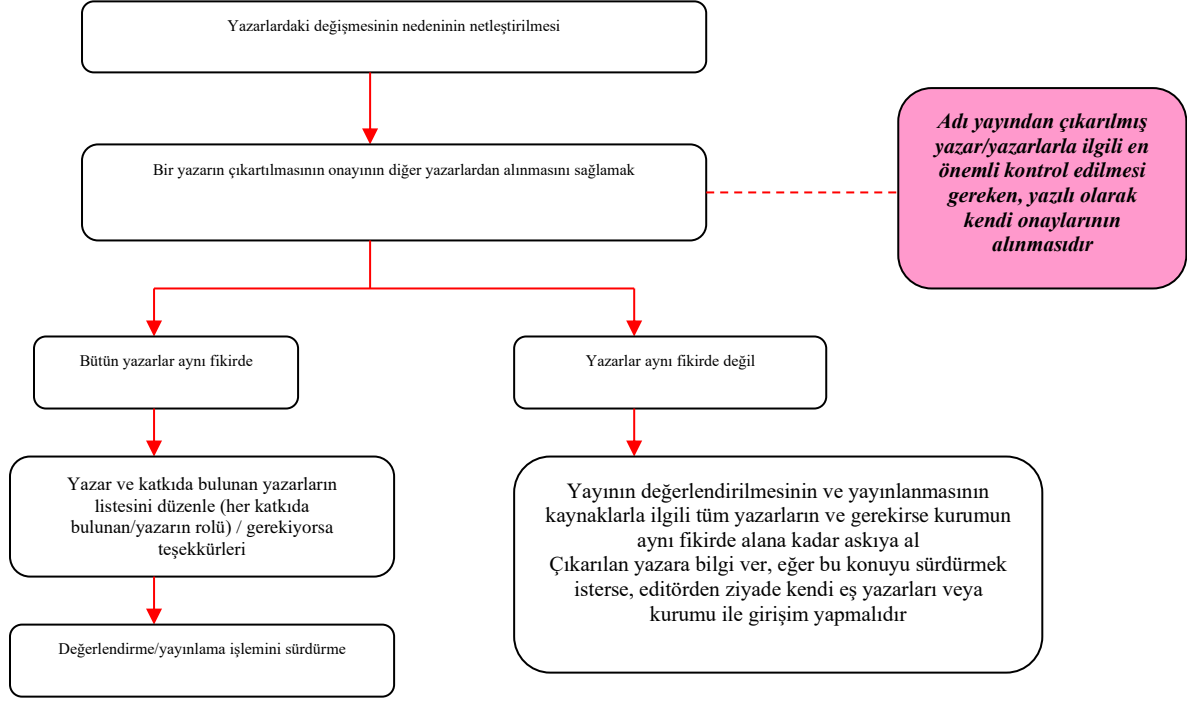 Yazarlardaki değişmesinin nedeninin netleştirilmesi
Bir yazarın çıkartılmasının onayının diğer yazarlardan alınmasını sağlamak
Adı yayından çıkarılmış
yazar/yazarlarla ilgili en
önemli kontrol edilmesi
gereken, yazılı olarak
kendi onaylarının
alınmasıdır
Bütün yazarlar aynı fikirde
Yazarlar aynı fikirde değil
Yazar ve katkıda bulunan yazarların
listesini düzenle (her katkıda
bulunan/yazarın rolü) / gerekiyorsa
teşekkürleri
Yayının değerlendirilmesinin ve yayınlanmasının
kaynaklarla ilgili tüm yazarların ve gerekirse kurumun
aynı fikirde alana kadar askıya al
Çıkarılan yazara bilgi ver, eğer bu konuyu sürdürmek
isterse, editörden ziyade kendi eş yazarları veya
kurumu ile girişim yapmalıdır
Değerlendirme/yayınlama işlemini sürdürme